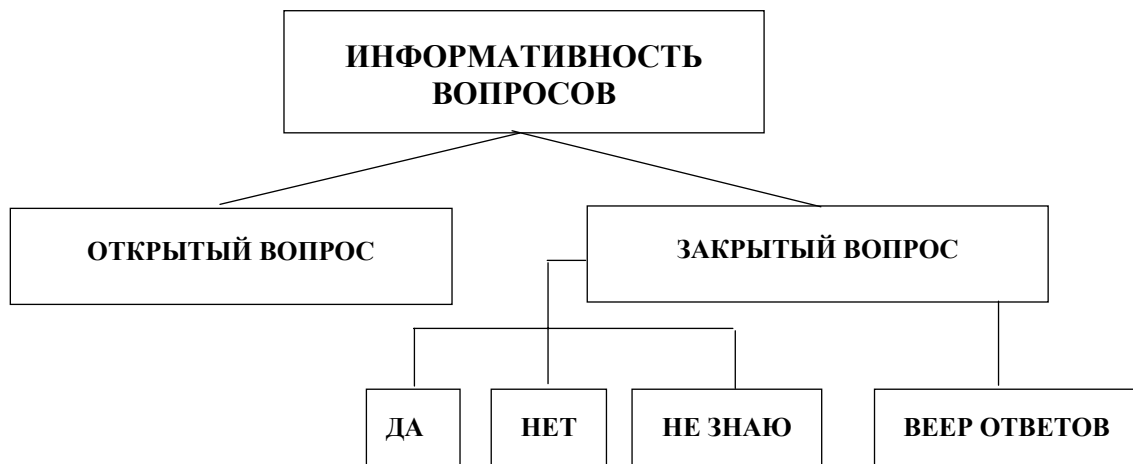 ИНФОРМАТИВНОСТЬ
ВОПРОСОВ
ОТКРЫТЫЙ ВОПРОС
ЗАКРЫТЫЙ ВОПРОС
ДА
НЕТ
НЕ ЗНАЮ
ВЕЕР ОТВЕТОВ